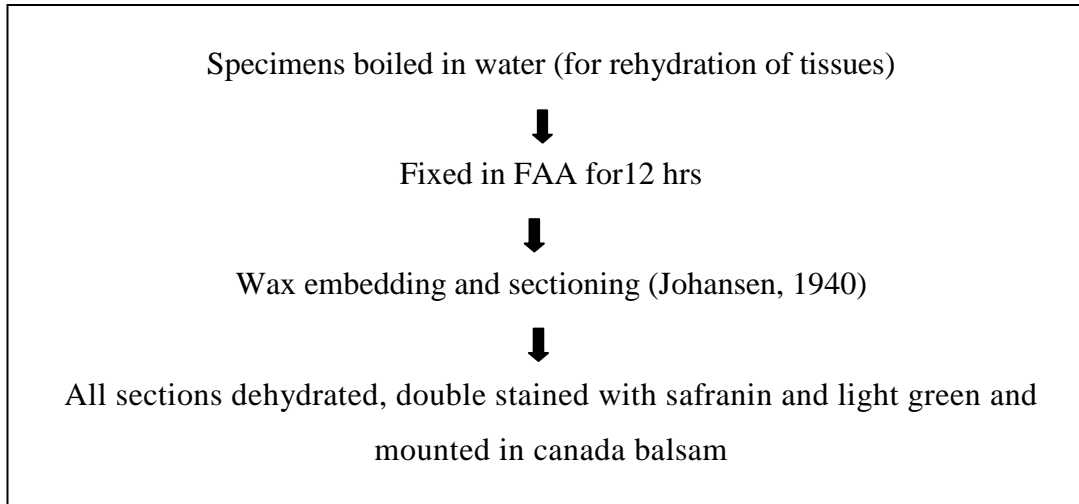 Specimens boiled in water (for rehydration of tissues)
Fixed in FAA for12 hrs
Wax embedding and sectioning (Johansen, 1940)
All sections dehydrated, double stained with safranin and light green and
mounted in canada balsam